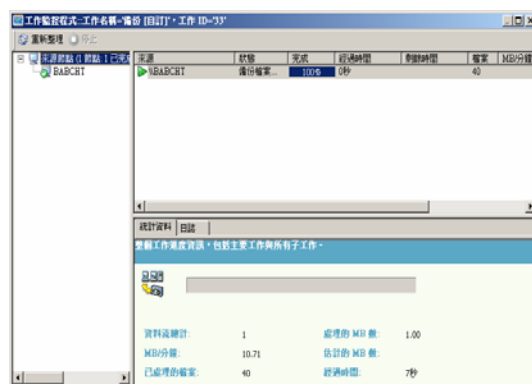 工作監控程式::工作名稱='備份 [自訂]', 工作 ID='33'
重新整理 停止
來源節點 (1 節點: 1 已完成
BABCHT
來源 狀態 完成 經過時間 剩餘時間 檔案 MB/分鐘
\\BABCHT 備份檔案... 100% 0秒 40
統計資料 日誌
整個工作進度資訊，包括主要工作與所有子工作。
資料流總計: 1 處理的 MB 數: 1.00
MB/分鐘: 10.71 估計的 MB 數:
已處理的檔案: 40 經過時間: 7秒